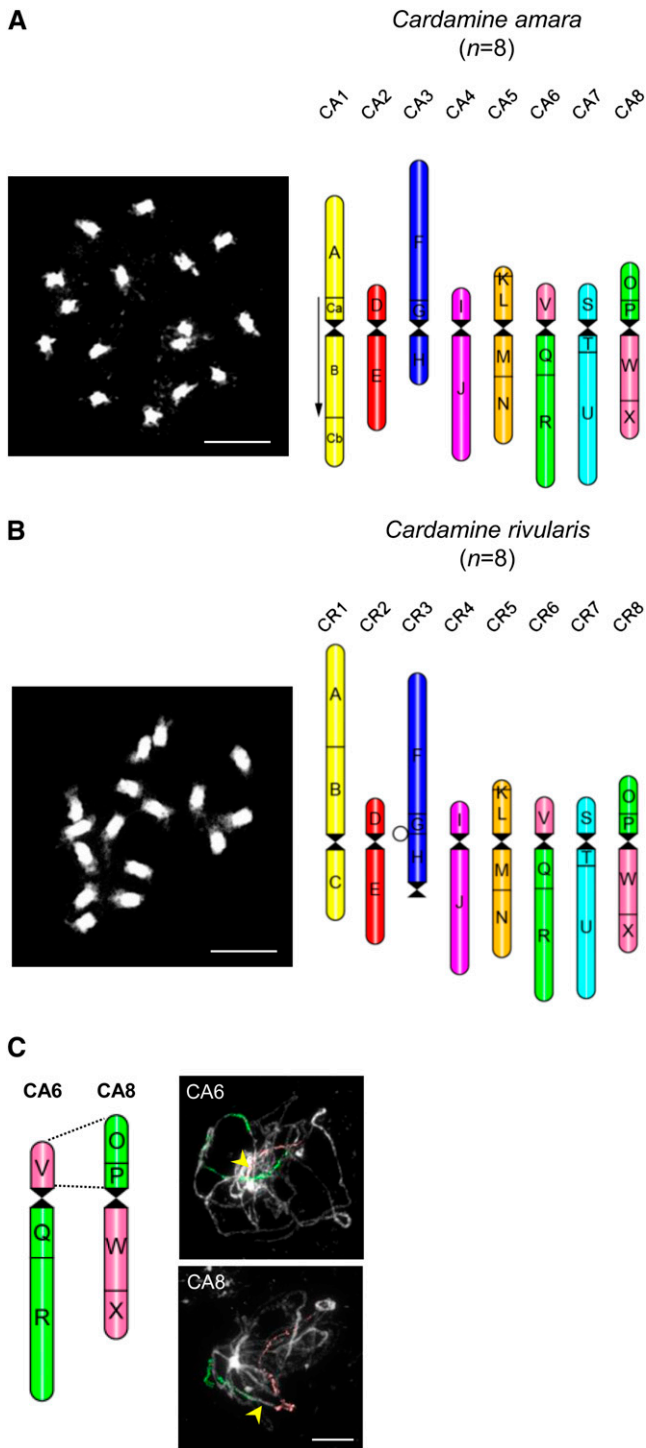 A
Cardamine amara
(n=8)
CA1 CA2 CA3 CA4 CA5 CA6 CA7 CA8
A
Ca
B
Cb
D
E
F
G
H
I
J
K
L
M
N
V
Q
R
S
T
U
O
P
W
X
B
Cardamine rivularis
(n=8)
CR1 CR2 CR3 CR4 CR5 CR6 CR7 CR8
A
B
C
D
E
F
G
H
I
J
K
L
M
N
V
Q
R
S
T
U
O
P
W
X
C
CA6 CA8
V
Q
R
O
P
W
X
CA6
CA8